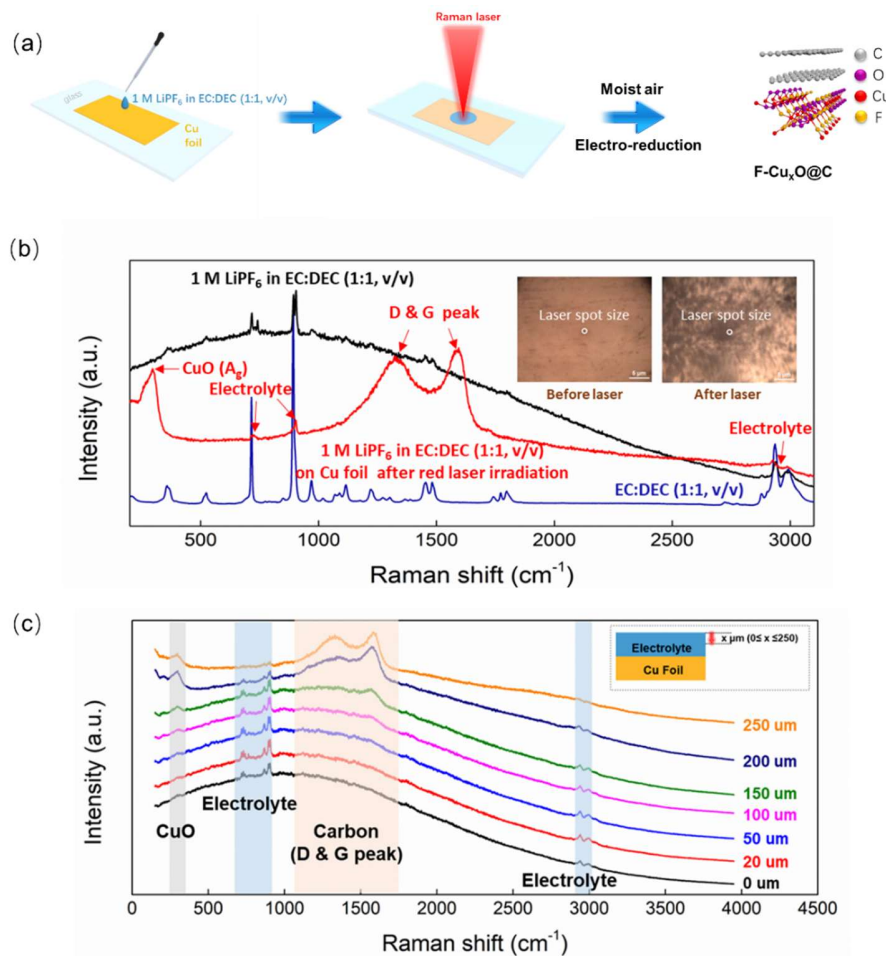 (a)
Raman laser
glass
1 M LiPF₆ in EC:DEC (1:1, v/v)
Cu
foil
Moist air
Electro-reduction
C
O
Cu
F
F-CuₓO@C
(b)
1 M LiPF₆ in EC:DEC (1:1, v/v)
D & G peak
Laser spot size
Laser spot size
CuO (A_g)
Electrolyte
Before laser
After laser
1 M LiPF₆ in EC:DEC (1:1, v/v)
on Cu foil after red laser irradiation
Electrolyte
EC:DEC (1:1, v/v)
Intensity (a.u.)
500
1000
1500
2000
2500
3000
Raman shift (cm⁻¹)
(c)
Electrolyte
Cu Foil
x μm (0≤ x ≤250)
250 um
200 um
150 um
100 um
50 um
20 um
0 um
CuO
Electrolyte
Carbon
(D & G peak)
Electrolyte
Intensity (a.u.)
0
500
1000
1500
2000
2500
3000
3500
4000
4500
Raman shift (cm⁻¹)